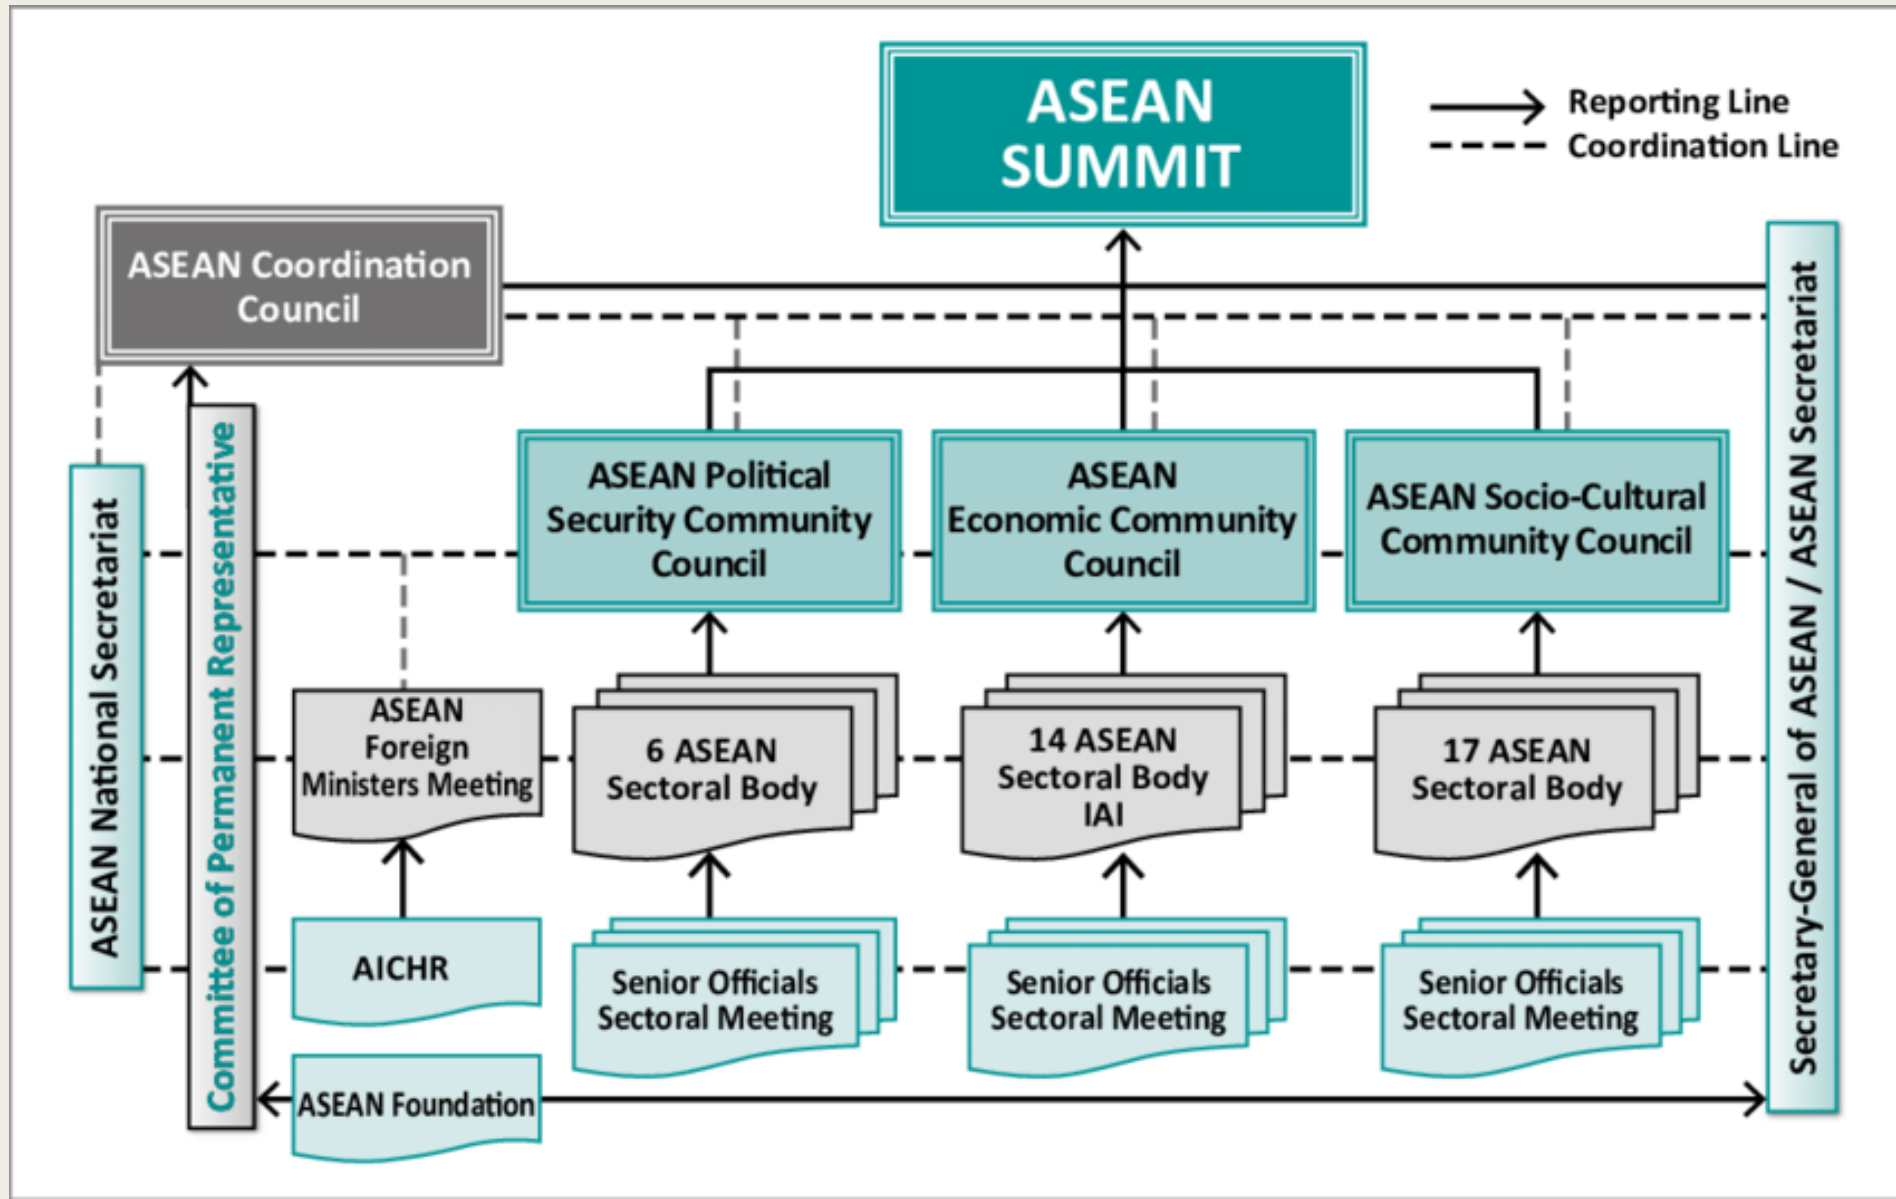 ASEAN
SUMMIT
Reporting Line
Coordination Line
ASEAN Coordination
Council
ASEAN National Secretariat
Committee of Permanent Representative
ASEAN Political
Security Community
Council
ASEAN
Economic Community
Council
ASEAN Socio-Cultural
Community Council
Secretary-General of ASEAN / ASEAN Secretariat
ASEAN
Foreign
Ministers Meeting
6 ASEAN
Sectoral Body
14 ASEAN
Sectoral Body
IAI
17 ASEAN
Sectoral Body
AICHR
Senior Officials
Sectoral Meeting
Senior Officials
Sectoral Meeting
Senior Officials
Sectoral Meeting
ASEAN Foundation